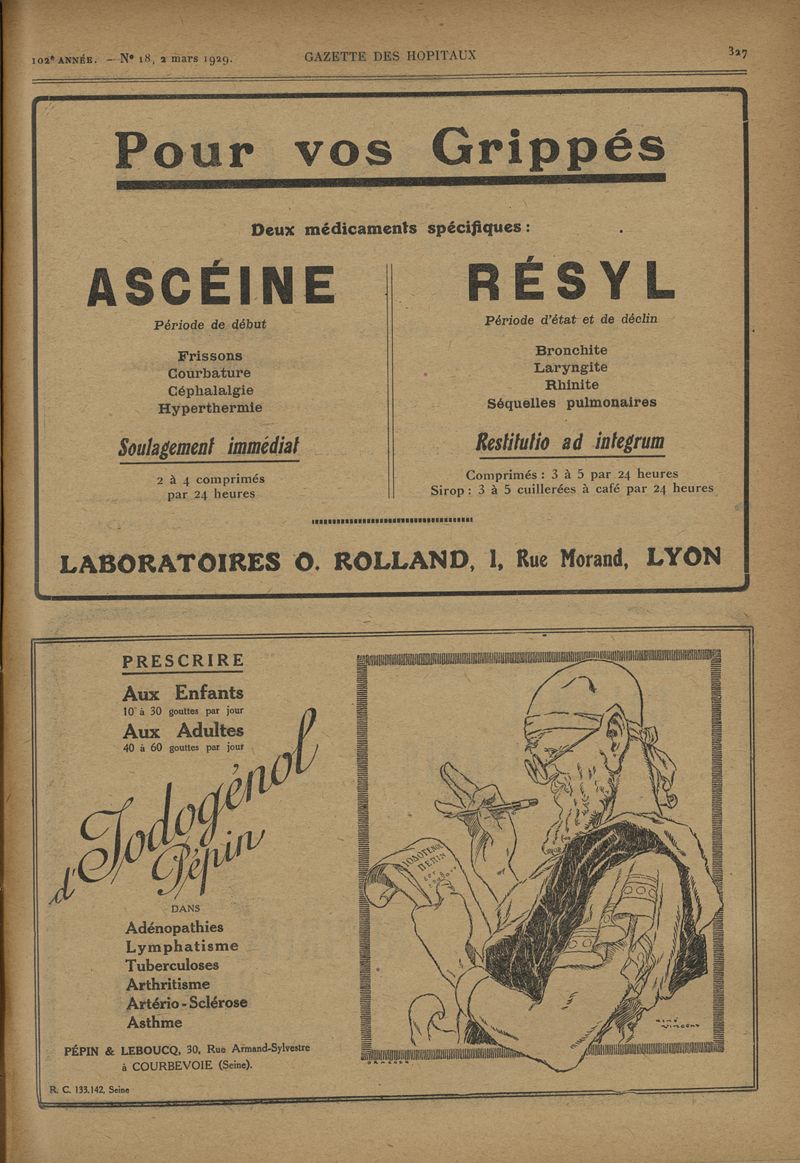 102e ANNÉE. — No 18, 2 mars 1929. GAZETTE DES HOPITAUX 327
Pour vos Grippés
Deux médicaments spécifiques :
ASCÉINE
Période de début
Frissons
Courbature
Céphalalgie
Hyperthermie
Soulagement immédiat
2 à 4 comprimés
par 24 heures
RÉSYL
Période d'état et de déclin
Bronchite
Laryngite
Rhinite
Séquelles pulmonaires
Restitutio ad integrum
Comprimés : 3 à 5 par 24 heures
Sirop : 3 à 5 cuillerées à café par 24 heures
LABORATOIRES O. ROLLAND, 1, Rue Morand, LYON
PRESCRIRE
Aux Enfants
10 à 30 gouttes par jour
Aux Adultes
40 à 60 gouttes par jour
d'Iodogénol
Pépin
DANS
Adénopathies
Lymphatisme
Tuberculoses
Arthritisme
Artério-Sclérose
Asthme
PÉPIN & LEBOUCQ, 30, Rue Armand-Sylvestre
à COURBEVOIE (Seine).
R. C. 133.142, Seine
IODOGENOL
PEPIN
RENÉ
VINCENT